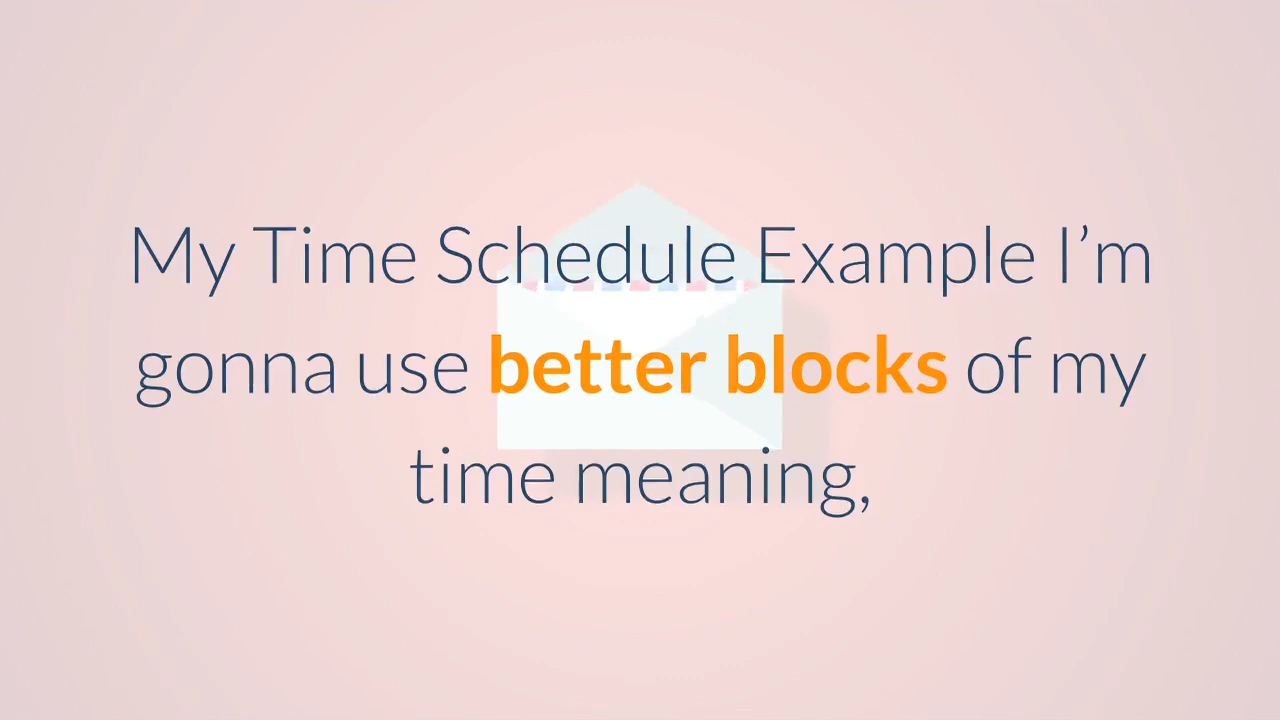 My Time Schedule Example I’m
gonna use better blocks of my
time meaning,